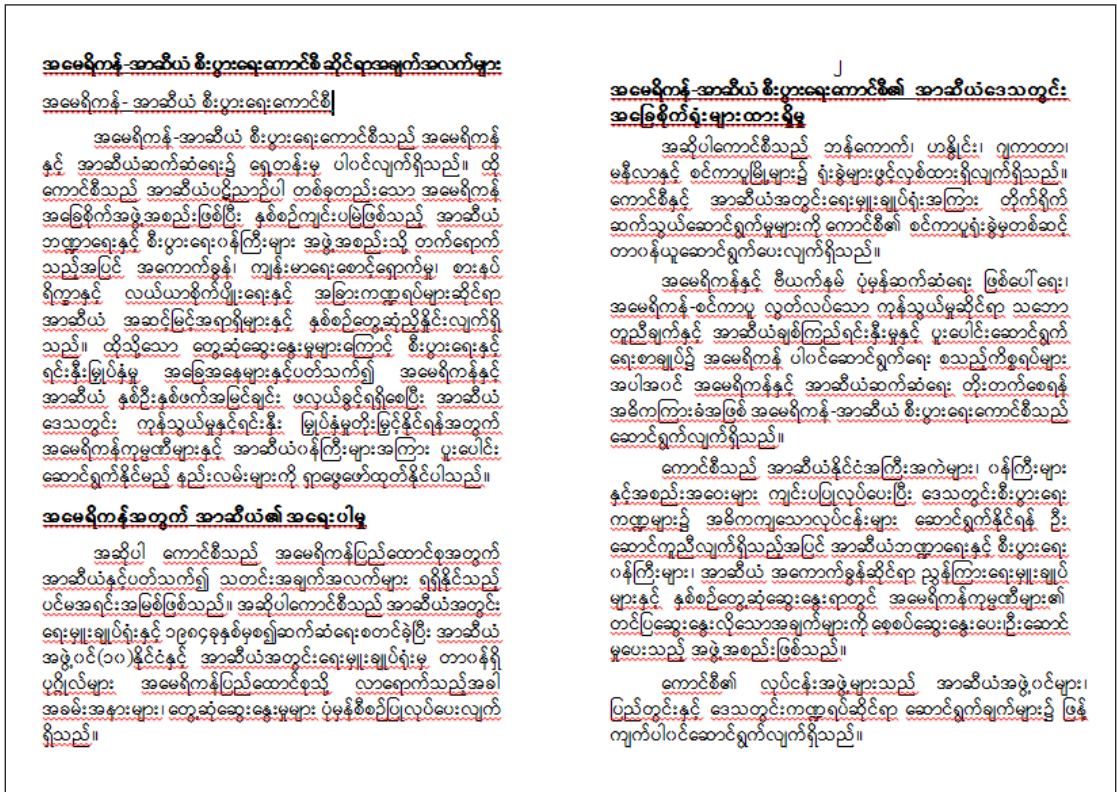 အမေရိကန်-အာဆီယံ စီးပွားရေးကောင်စီ ဆိုင်ရာအချက်အလက်များ
အမေရိကန်- အာဆီယံ စီးပွားရေးကောင်စီ
အမေရိကန်-အာဆီယံ စီးပွားရေးကောင်စီသည် အမေရိကန်
နှင့် အာဆီယံဆက်ဆံရေး၌ ရှေ့တန်းမှ ပါ၀င်လျက်ရှိသည်။ ထို
ကောင်စီသည် အာဆီယံပဋိညာဉ်ပါ တစ်ခုတည်းသော အမေရိကန်
အခြေစိုက်အဖွဲ့အစည်းဖြစ်ပြီး နှစ်စဉ်ကျင်းပမြဲဖြစ်သည့် အာဆီယံ
ဘဏ္ဍာရေးနှင့် စီးပွားရေး၀န်ကြီးများ အဖွဲ့အစည်းသို့ တက်ရောက်
သည့်အပြင် အကောက်ခွန်၊ ကျန်းမာရေးစောင့်ရှောက်မှု၊ စားနပ်
ရိက္ခာနှင့် လယ်ယာစိုက်ပျိုးရေးနှင့် အခြားကဏ္ဍရပ်များဆိုင်ရာ
အာဆီယံ အဆင့်မြင့်အရာရှိများနှင့် နှစ်စဉ်တွေ့ဆုံညှိနှိုင်းလျက်ရှိ
သည်။ ထိုသို့သော တွေ့ဆုံဆွေးနွေးမှုများကြောင့် စီးပွားရေးနှင့်
ရင်းနှီးမြှုပ်နှံမှု အခြေအနေများနှင့်ပတ်သက်၍ အမေရိကန်နှင့်
အာဆီယံ နှစ်ဦးနှစ်ဖက်အမြင်ချင်း ဖလှယ်ခွင့်ရရှိစေပြီး အာဆီယံ
ဒေသတွင်း ကုန်သွယ်မှုနှင့်ရင်းနှီး မြှုပ်နှံမှုတိုးမြှင့်နိုင်ရန်အတွက်
အမေရိကန်ကုမ္ပဏီများနှင့် အာဆီယံ၀န်ကြီးများအကြား ပူးပေါင်း
ဆောင်ရွက်နိုင်မည့် နည်းလမ်းများကို ရှာဖွေဖော်ထုတ်နိုင်ပါသည်။
အမေရိကန်အတွက် အာဆီယံ၏ အရေးပါမှု
အဆိုပါ ကောင်စီသည် အမေရိကန်ပြည်ထောင်စုအတွက်
အာဆီယံနှင့်ပတ်သက်၍ သတင်းအချက်အလက်များ ရရှိနိုင်သည့်
ပင်မအရင်းအမြစ်ဖြစ်သည်။ အဆိုပါကောင်စီသည် အာဆီယံအတွင်း
ရေးမှူးချုပ်ရုံးနှင့် ၁၉၈၄ခုနှစ်မှစ၍ဆက်ဆံရေးစတင်ခဲ့ပြီး အာဆီယံ
အဖွဲ့၀င်(၁၀)နိုင်ငံနှင့် အာဆီယံအတွင်းရေးမှူးချုပ်ရုံးမှ တာ၀န်ရှိ
ပုဂ္ဂိုလ်များ အမေရိကန်ပြည်ထောင်စုသို့ လာရောက်သည့်အခါ
အခမ်းအနားများ၊ တွေ့ဆုံဆွေးနွေးမှုများ ပုံမှန်စီစဉ်ပြုလုပ်ပေးလျက်
ရှိသည်။
၂
အမေရိကန်-အာဆီယံ စီးပွားရေးကောင်စီ၏ အာဆီယံဒေသတွင်း
အခြေစိုက်ရုံးများထားရှိမှု
အဆိုပါကောင်စီသည် ဘန်ကောက်၊ ဟနွိုင်း၊ ဂျကာတာ၊
မနီလာနှင့် စင်ကာပူမြို့များ၌ ရုံးခွဲများဖွင့်လှစ်ထားရှိလျက်ရှိသည်။
ကောင်စီနှင့် အာဆီယံအတွင်းရေးမှူးချုပ်ရုံးအကြား တိုက်ရိုက်
ဆက်သွယ်ဆောင်ရွက်မှုများကို ကောင်စီ၏ စင်ကာပူရုံးခွဲမှတစ်ဆင့်
တာ၀န်ယူဆောင်ရွက်ပေးလျက်ရှိသည်။
အမေရိကန်နှင့် ဗီယက်နမ် ပုံမှန်ဆက်ဆံရေး ဖြစ်ပေါ်ရေး၊
အမေရိကန်-စင်ကာပူ လွတ်လပ်သော ကုန်သွယ်မှုဆိုင်ရာ သဘော
တူညီချက်နှင့် အာဆီယံချစ်ကြည်ရင်းနှီးမှုနှင့် ပူးပေါင်းဆောင်ရွက်
ရေးစာချုပ်၌ အမေရိကန် ပါ၀င်ဆောင်ရွက်ရေး စသည့်ကိစ္စရပ်များ
အပါအ၀င် အမေရိကန်နှင့် အာဆီယံဆက်ဆံရေး တိုးတက်စေရန်
အဓိကကြားခံအဖြစ် အမေရိကန်-အာဆီယံ စီးပွားရေးကောင်စီသည်
ဆောင်ရွက်လျက်ရှိသည်။
ကောင်စီသည် အာဆီယံနိုင်ငံအကြီးအကဲများ၊ ၀န်ကြီးများ
နှင့်အစည်းအဝေးများ ကျင်းပပြုလုပ်ပေးပြီး ဒေသတွင်းစီးပွားရေး
ကဏ္ဍများ၌ အဓိကကျသောလုပ်ငန်းများ ဆောင်ရွက်နိုင်ရန် ဦး
ဆောင်ကူညီလျက်ရှိသည့်အပြင် အာဆီယံဘဏ္ဍာရေးနှင့် စီးပွားရေး
၀န်ကြီးများ၊ အာဆီယံ အကောက်ခွန်ဆိုင်ရာ ညွှန်ကြားရေးမှူးချုပ်
များနှင့် နှစ်စဉ်တွေ့ဆုံဆွေးနွေးရာတွင် အမေရိကန်ကုမ္ပဏီများ၏
တင်ပြဆွေးနွေးလိုသောအချက်များကို စေ့စပ်ဆွေးနွေးပေး၊ဦးဆောင်
မှုပေးသည့် အဖွဲ့အစည်းဖြစ်သည်။
ကောင်စီ၏ လုပ်ငန်းအဖွဲ့များသည် အာဆီယံအဖွဲ့၀င်များ၊
ပြည်တွင်းနှင့် ဒေသတွင်းကဏ္ဍရပ်ဆိုင်ရာ ဆောင်ရွက်ချက်များ၌ ဖြန့်
ကျက်ပါ၀င်ဆောင်ရွက်လျက်ရှိသည်။